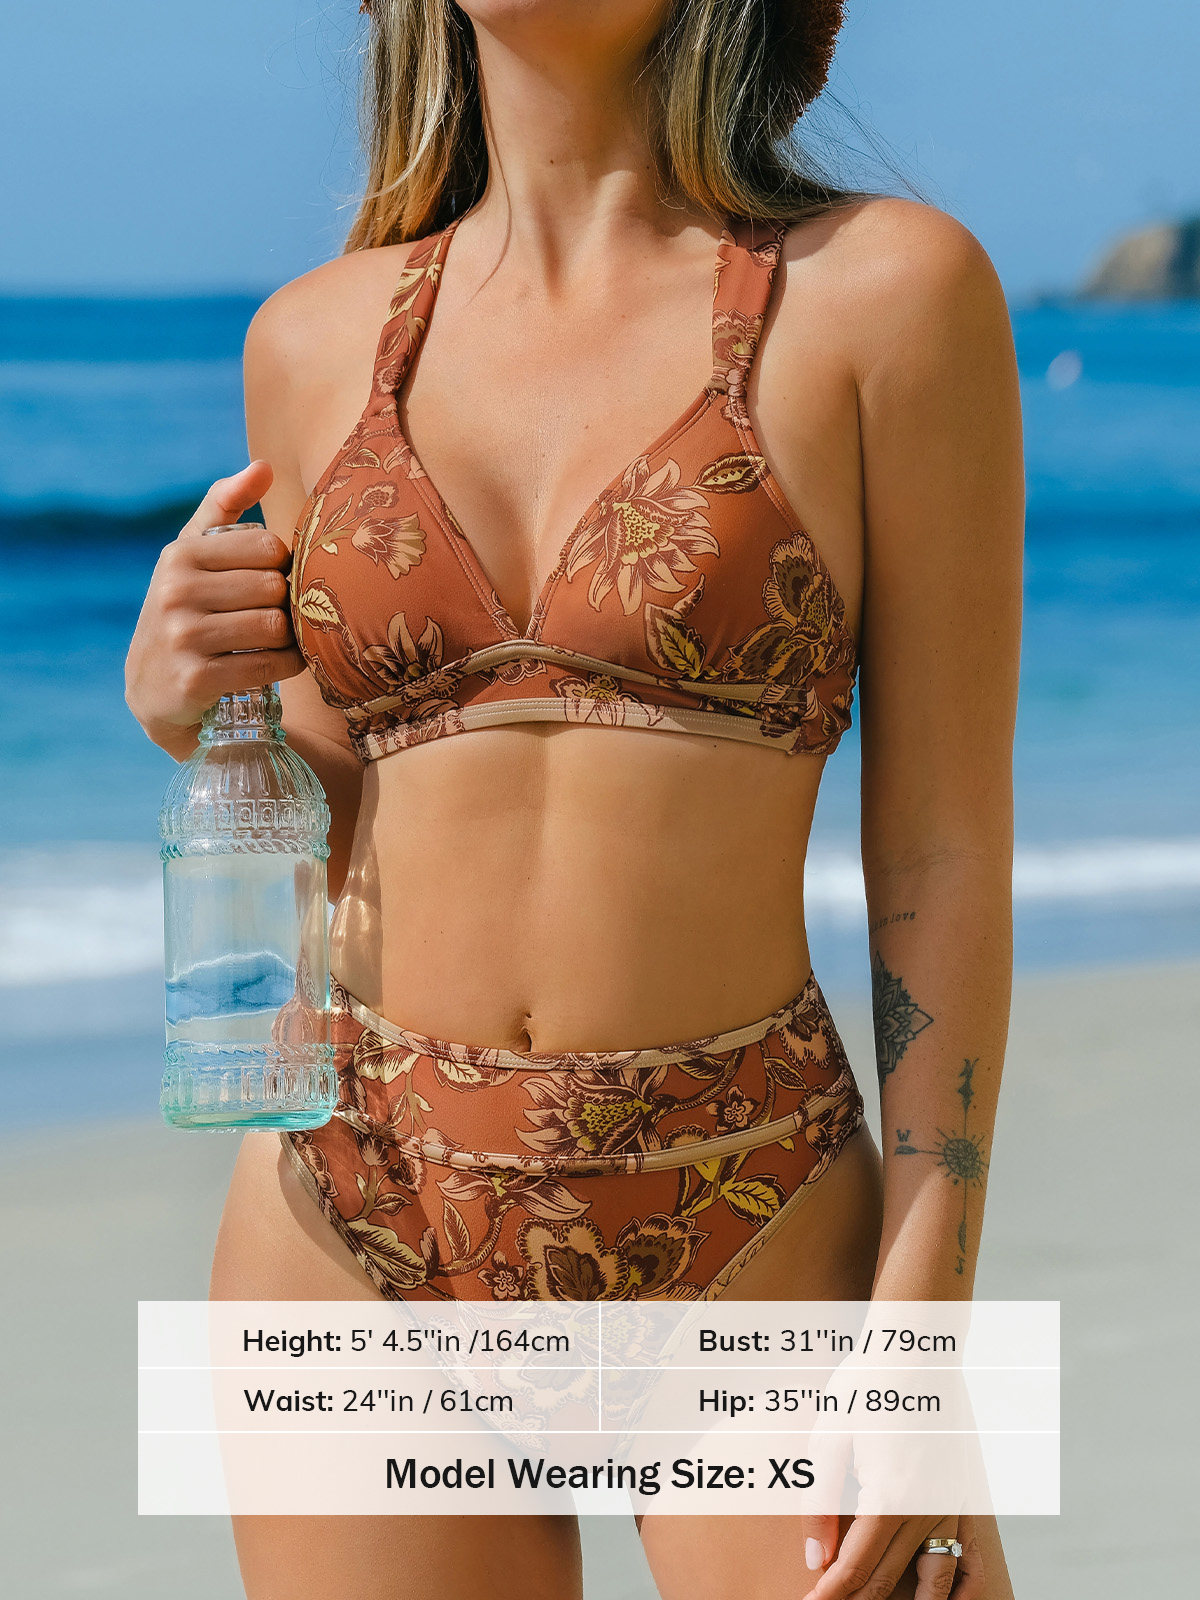 love
W
Height: 5' 4.5''in /164cm
Bust: 31''in / 79cm
Waist: 24''in / 61cm
Hip: 35''in / 89cm
Model Wearing Size: XS